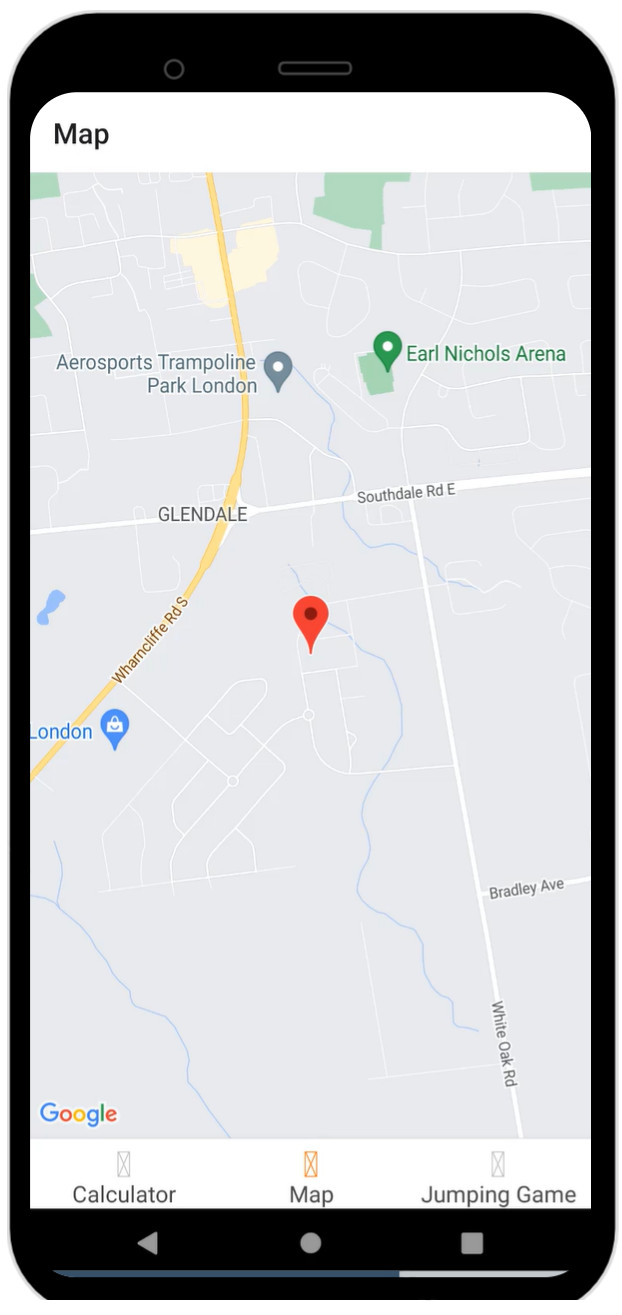 Map
Aerosports Trampoline
Park London
Earl Nichols Arena
Southdale Rd E
GLENDALE
Wharncliffe Rd S
London
Bradley Ave
White Oak Rd
Google
Calculator
Map
Jumping Game